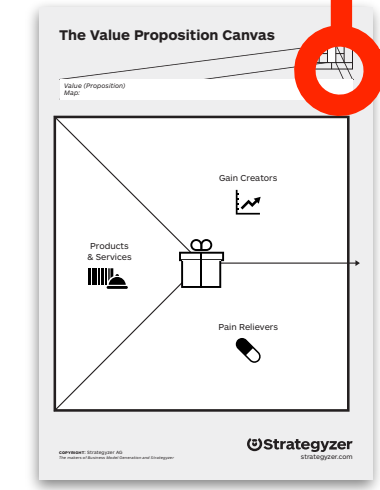 The Value Proposition Canvas
Value (Proposition)
Map:
Gain Creators
Products
& Services
Pain Relievers
COPYRIGHT: Strategyzer AG
The makers of Business Model Generation and Strategyzer
Strategyzer
strategyzer.com